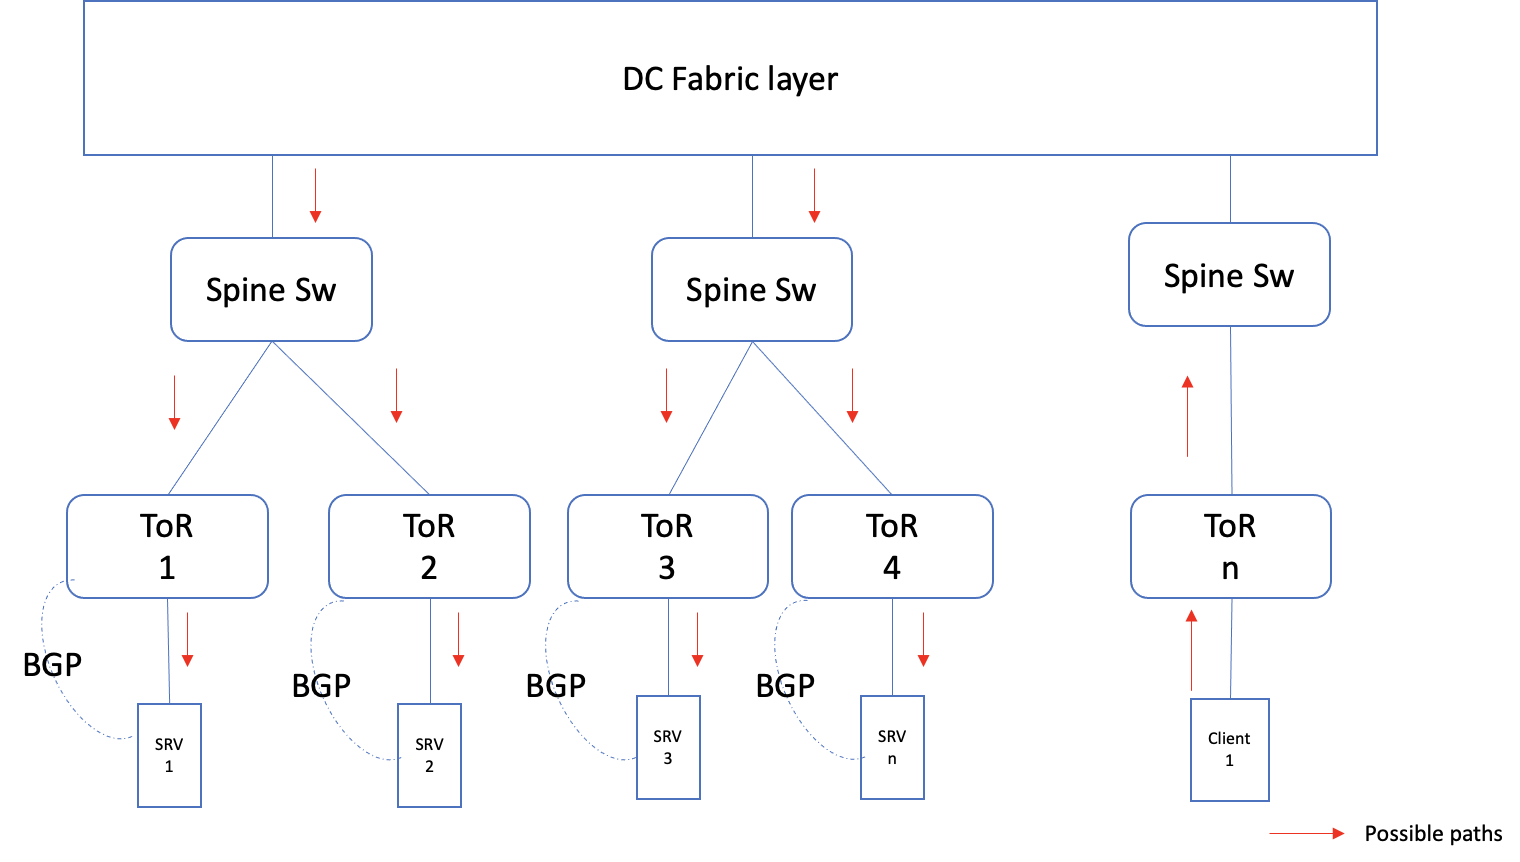 DC Fabric layer
Spine Sw
Spine Sw
Spine Sw
ToR
1
ToR
2
ToR
3
ToR
4
ToR
n
BGP
BGP
BGP
BGP
SRV
1
SRV
2
SRV
3
SRV
n
Client
1
Possible paths